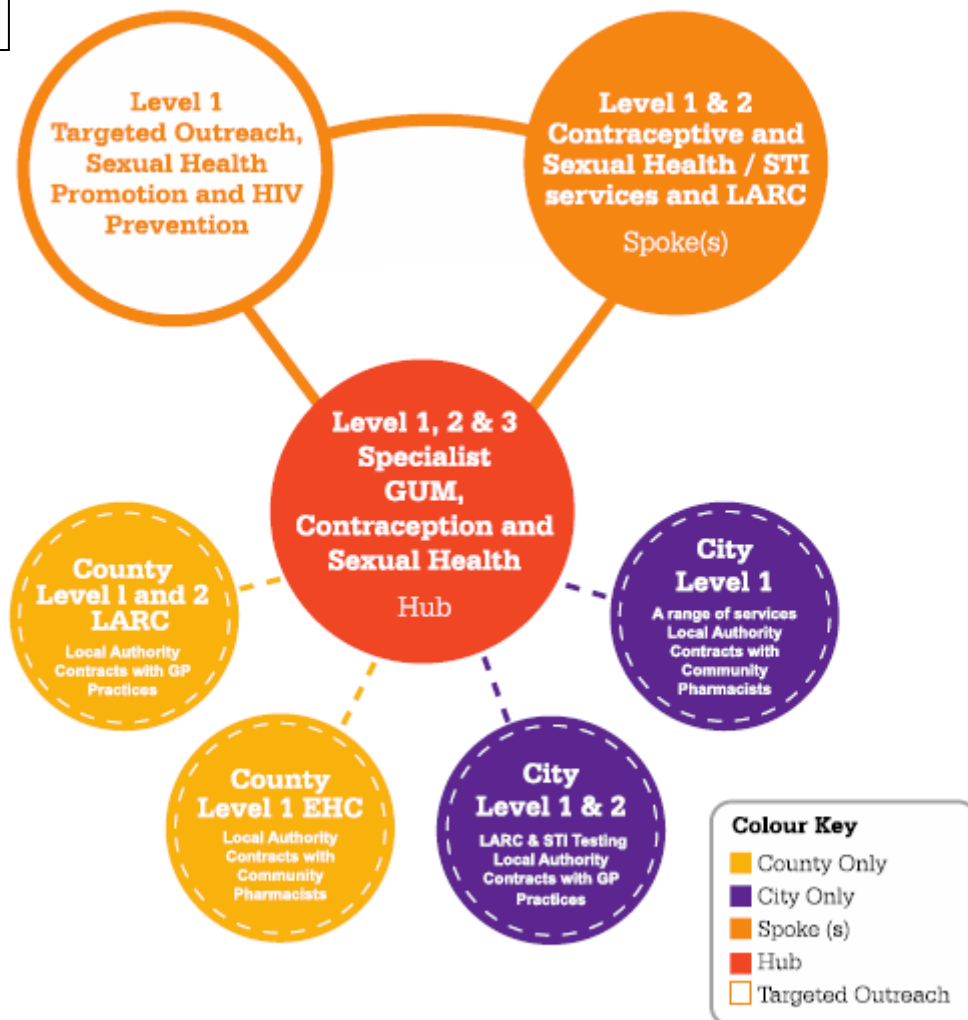 Level 1
Targeted Outreach,
Sexual Health
Promotion and HIV
Prevention
Level 1 & 2
Contraceptive and
Sexual Health / STI
services and LARC
Spoke(s)
Level 1, 2 & 3
Specialist
GUM,
Contraception and
Sexual Health
Hub
County
Level 1 and 2
LARC
Local Authority
Contracts with GP
Practices
County
Level 1 EHC
Local Authority
Contracts with
Community
Pharmacists
City
Level 1 & 2
LARC & STI Testing
Local Authority
Contracts with GP
Practices
City
Level 1
A range of services
Local Authority
Contracts with
Community
Pharmacists
Colour Key
County Only
City Only
Spoke (s)
Hub
Targeted Outreach